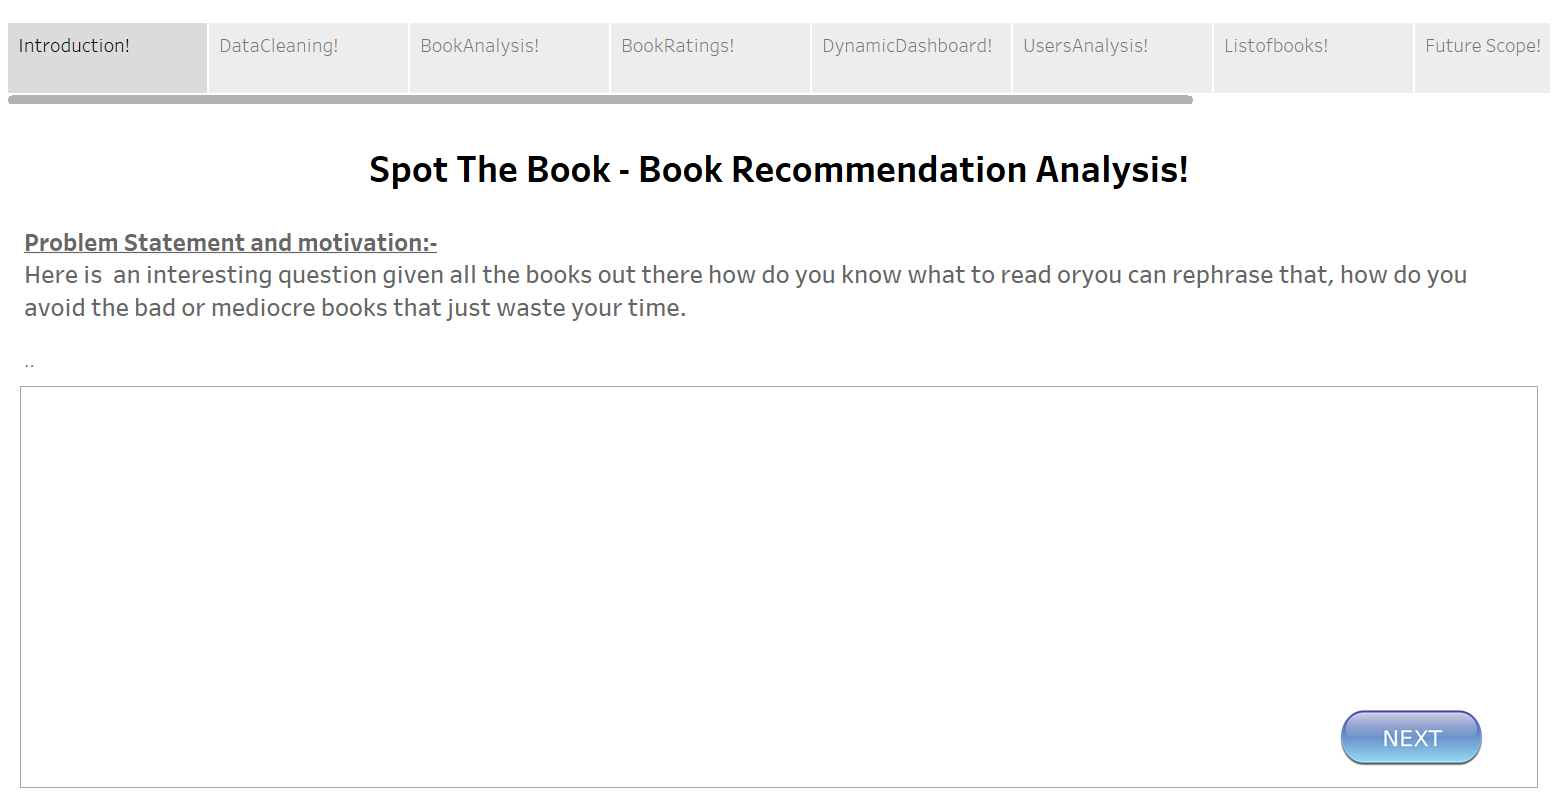 Introduction!
DataCleaning!
BookAnalysis!
BookRatings!
DynamicDashboard!
UsersAnalysis!
Listofbooks!
Future Scope!
Spot The Book - Book Recommendation Analysis!
Problem Statement and motivation:-
Here is  an interesting question given all the books out there how do you know what to read oryou can rephrase that, how do you
avoid the bad or mediocre books that just waste your time.
..
NEXT